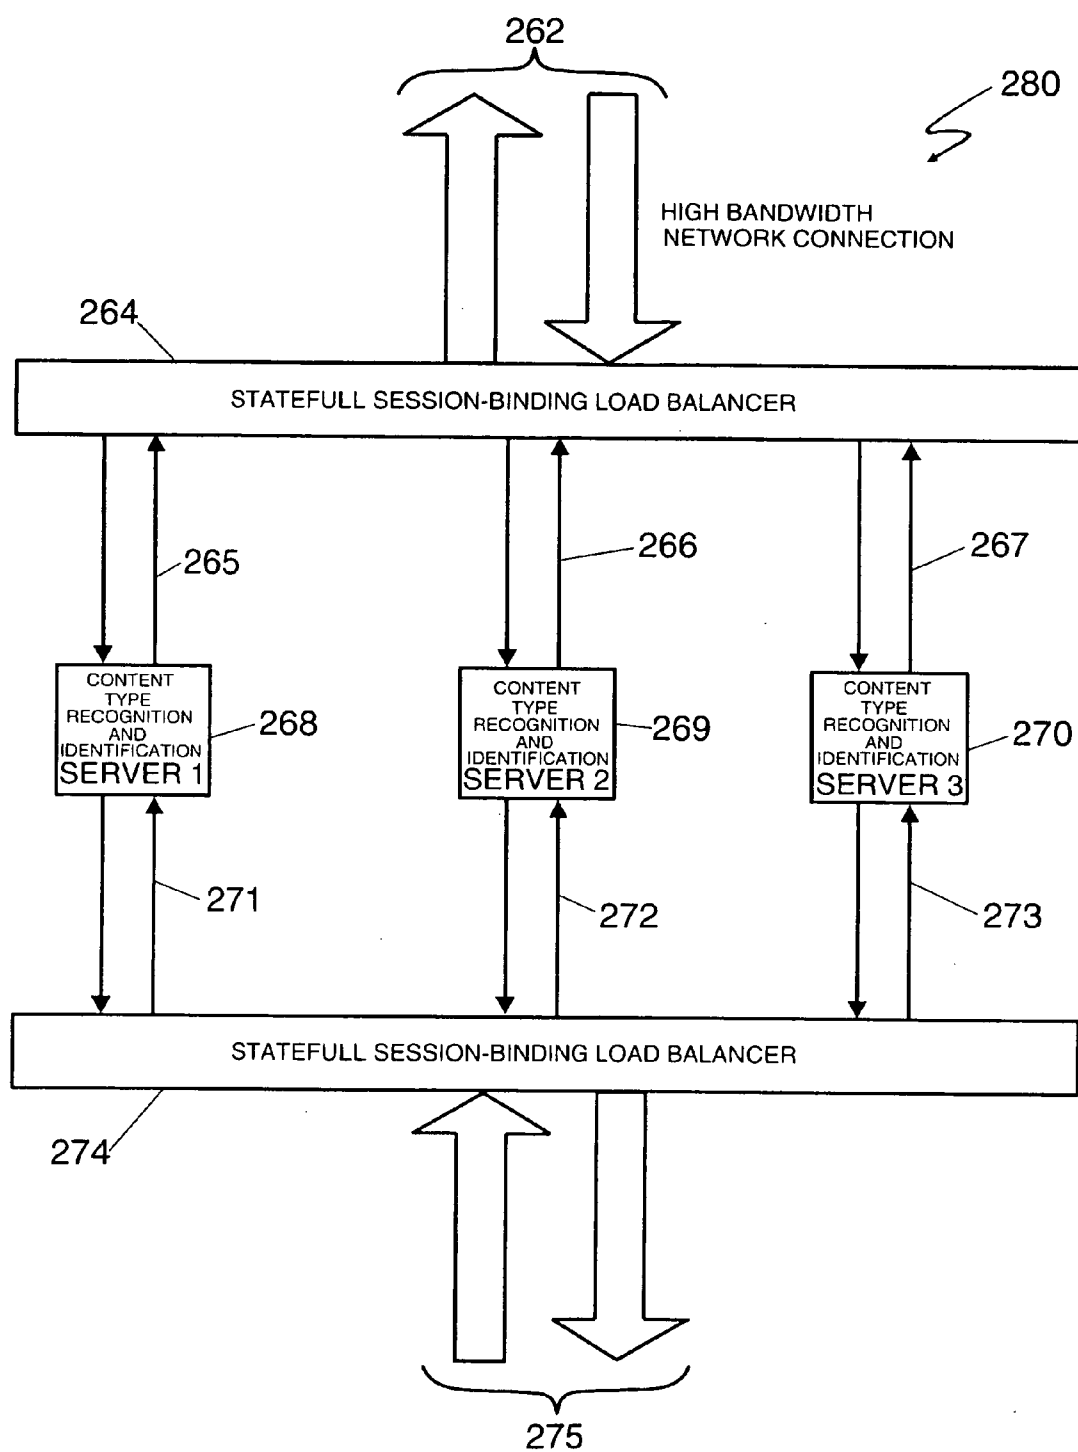 262
280
HIGH BANDWIDTH
NETWORK CONNECTION
264
STATEFULL SESSION-BINDING LOAD BALANCER
265
266
267
CONTENT
TYPE
RECOGNITION
AND
IDENTIFICATION
SERVER 1
268
CONTENT
TYPE
RECOGNITION
AND
IDENTIFICATION
SERVER 2
269
CONTENT
TYPE
RECOGNITION
AND
IDENTIFICATION
SERVER 3
270
271
272
273
STATEFULL SESSION-BINDING LOAD BALANCER
274
275